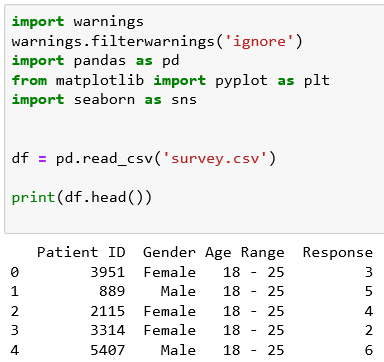 import warnings
warnings.filterwarnings('ignore')
import pandas as pd
from matplotlib import pyplot as plt
import seaborn as sns
df = pd.read_csv('survey.csv')
print(df.head())
Patient ID Gender Age Range Response
0 3951 Female 18 - 25 3
1 889 Male 18 - 25 5
2 2115 Female 18 - 25 4
3 3314 Female 18 - 25 2
4 5407 Male 18 - 25 6